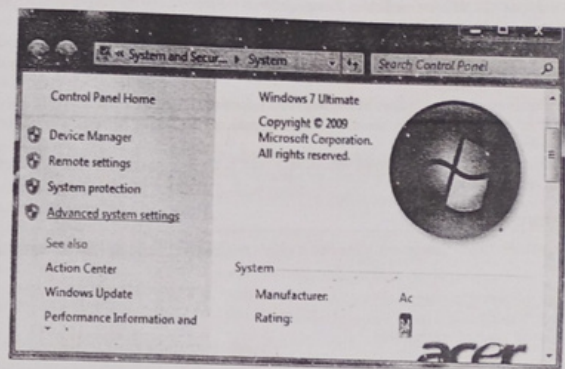 « System and Secur... ▸ System
Search Control Panel
Control Panel Home
Device Manager
Remote settings
System protection
Advanced system settings
See also
Action Center
Windows Update
Performance Information and
Windows 7 Ultimate
Copyright © 2009
Microsoft Corporation.
All rights reserved.
System
Manufacturer: Ac
Rating:
acer